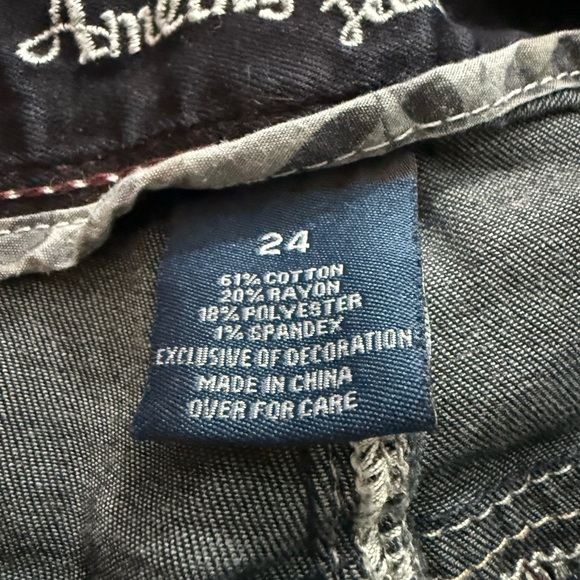 24
61% COTTON
20% RAYON
18% POLYESTER
1% SPANDEX
EXCLUSIVE OF DECORATION
MADE IN CHINA
OVER FOR CARE